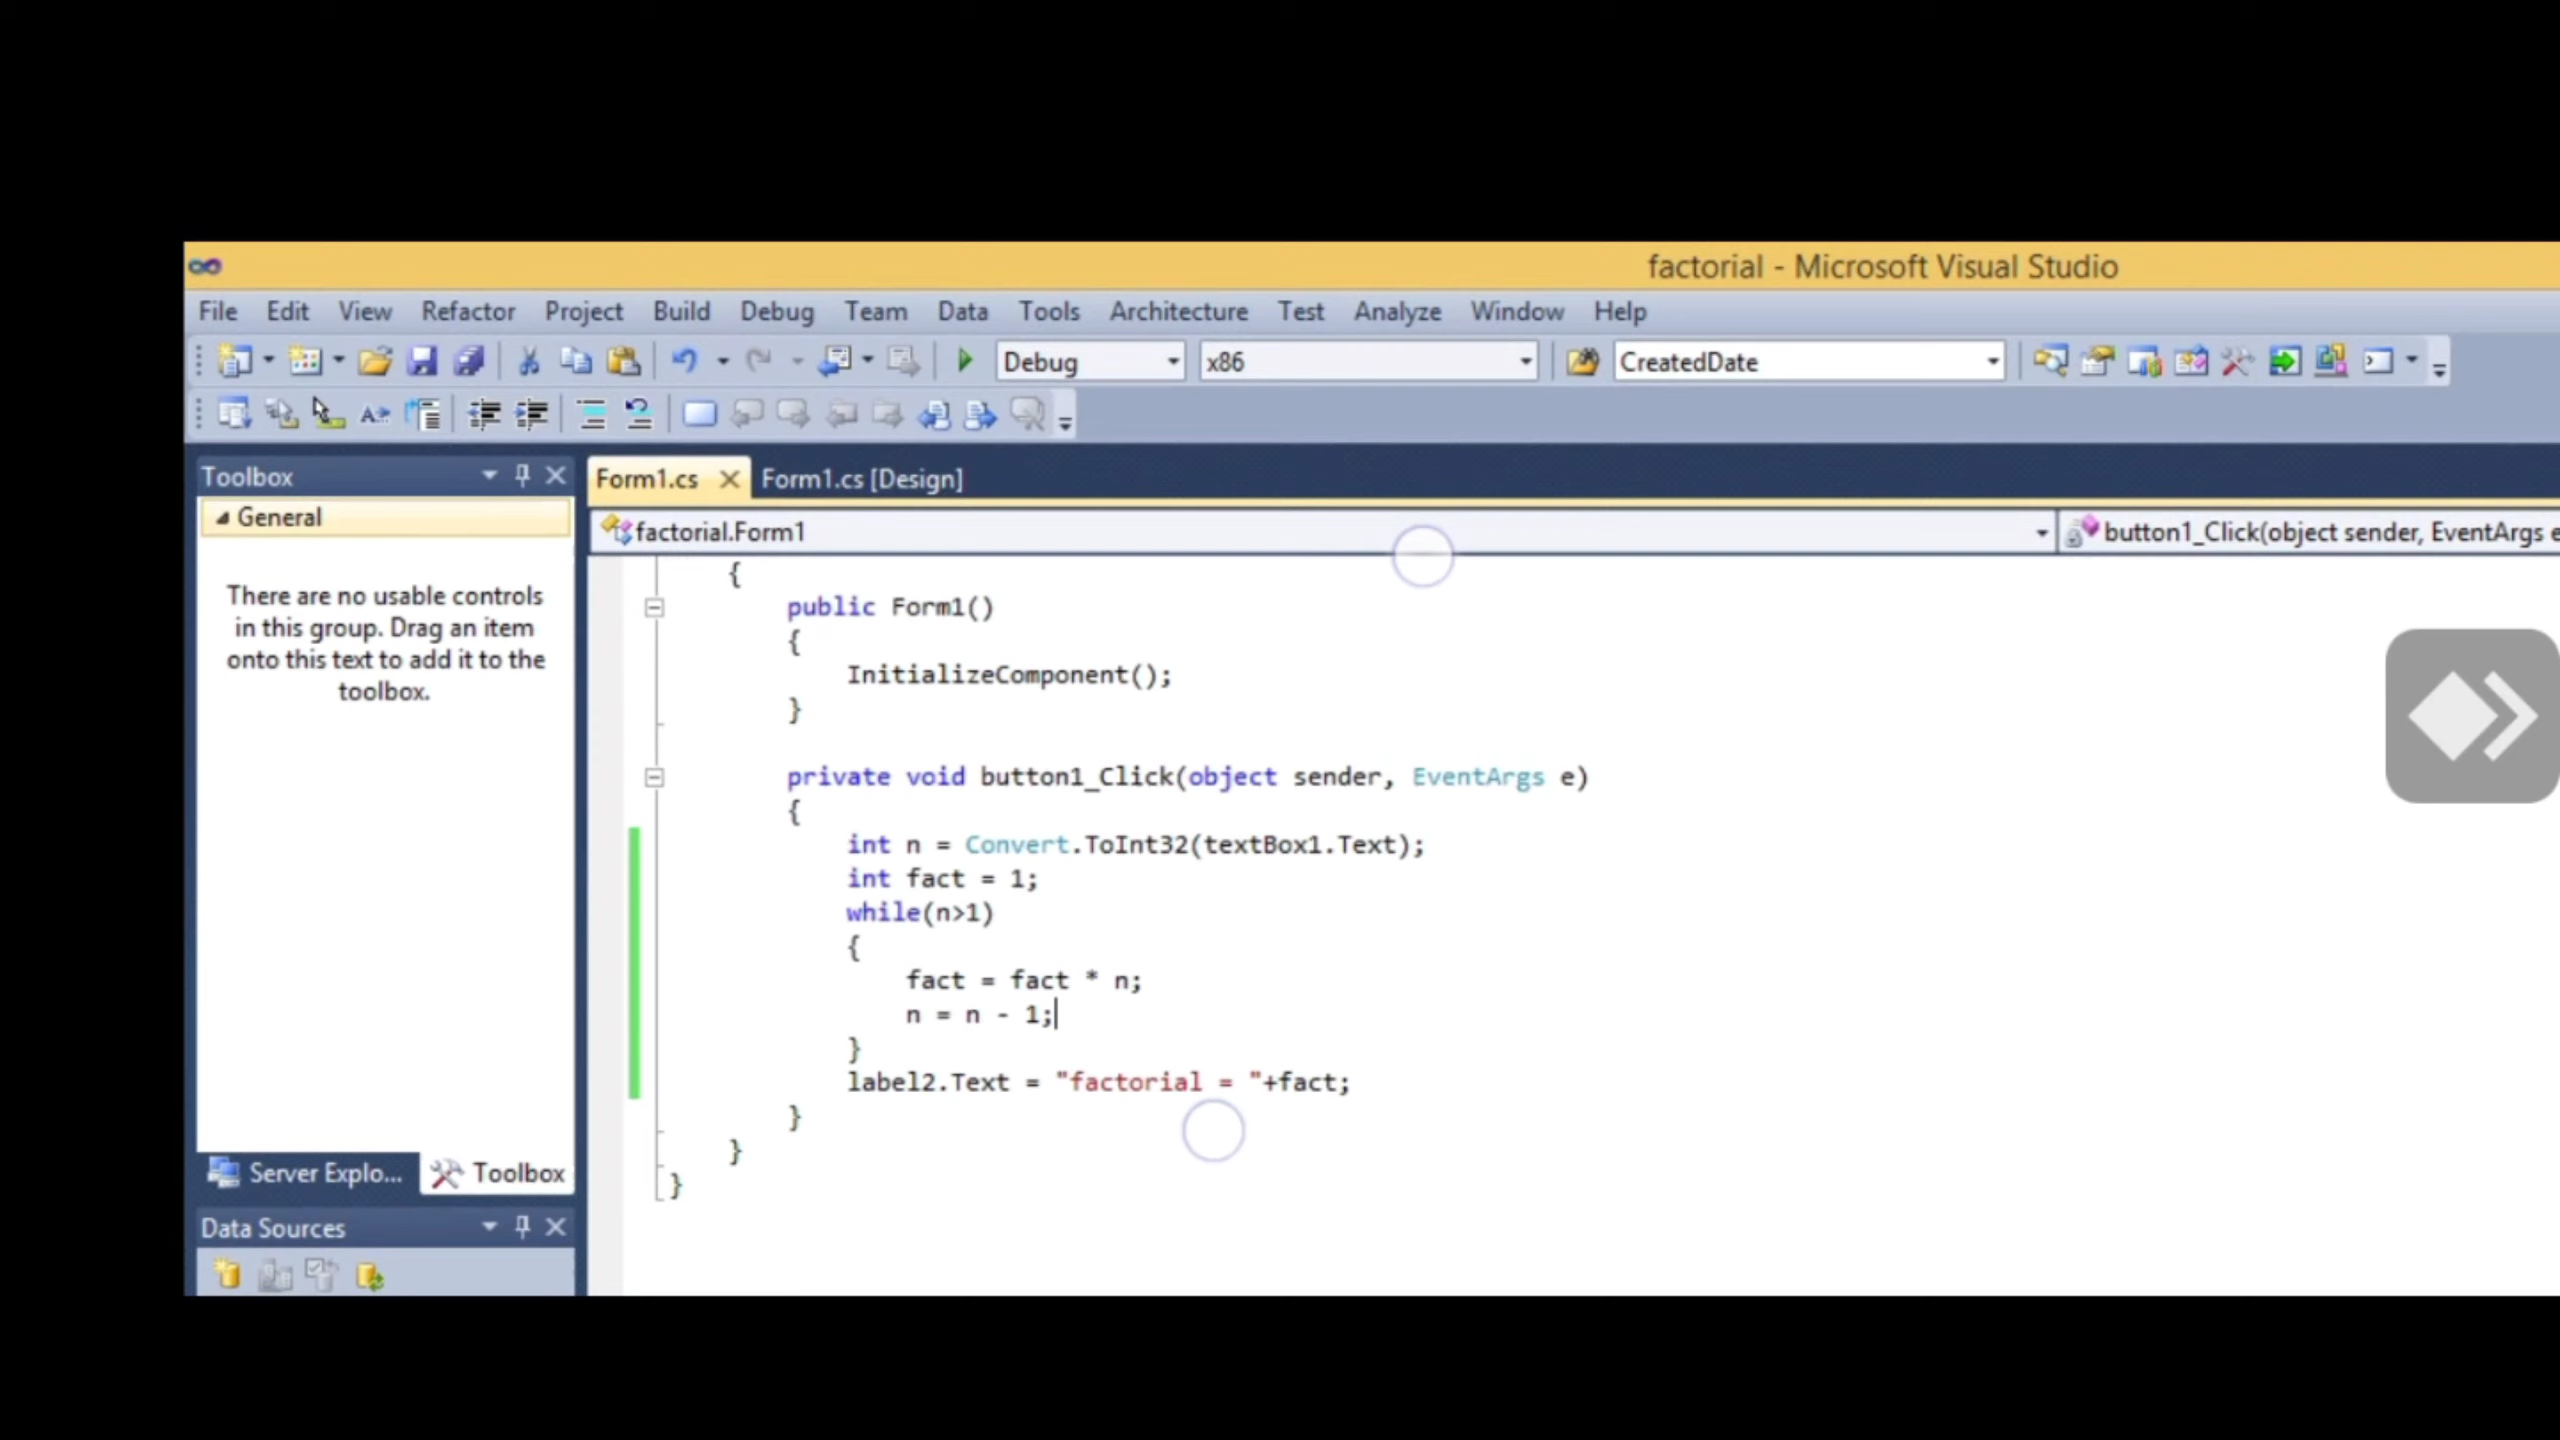 factorial - Microsoft Visual Studio
File Edit View Refactor Project Build Debug Team Data Tools Architecture Test Analyze Window Help
Debug x86 CreatedDate
Toolbox
General
There are no usable controls
in this group. Drag an item
onto this text to add it to the
toolbox.
Server Explo... Toolbox
Data Sources
Form1.cs Form1.cs [Design]
factorial.Form1 button1_Click(object sender, EventArgs e
{
public Form1()
{
InitializeComponent();
}
private void button1_Click(object sender, EventArgs e)
{
int n = Convert.ToInt32(textBox1.Text);
int fact = 1;
while(n>1)
{
fact = fact * n;
n = n - 1;
}
label2.Text = "factorial = "+fact;
}
}
}